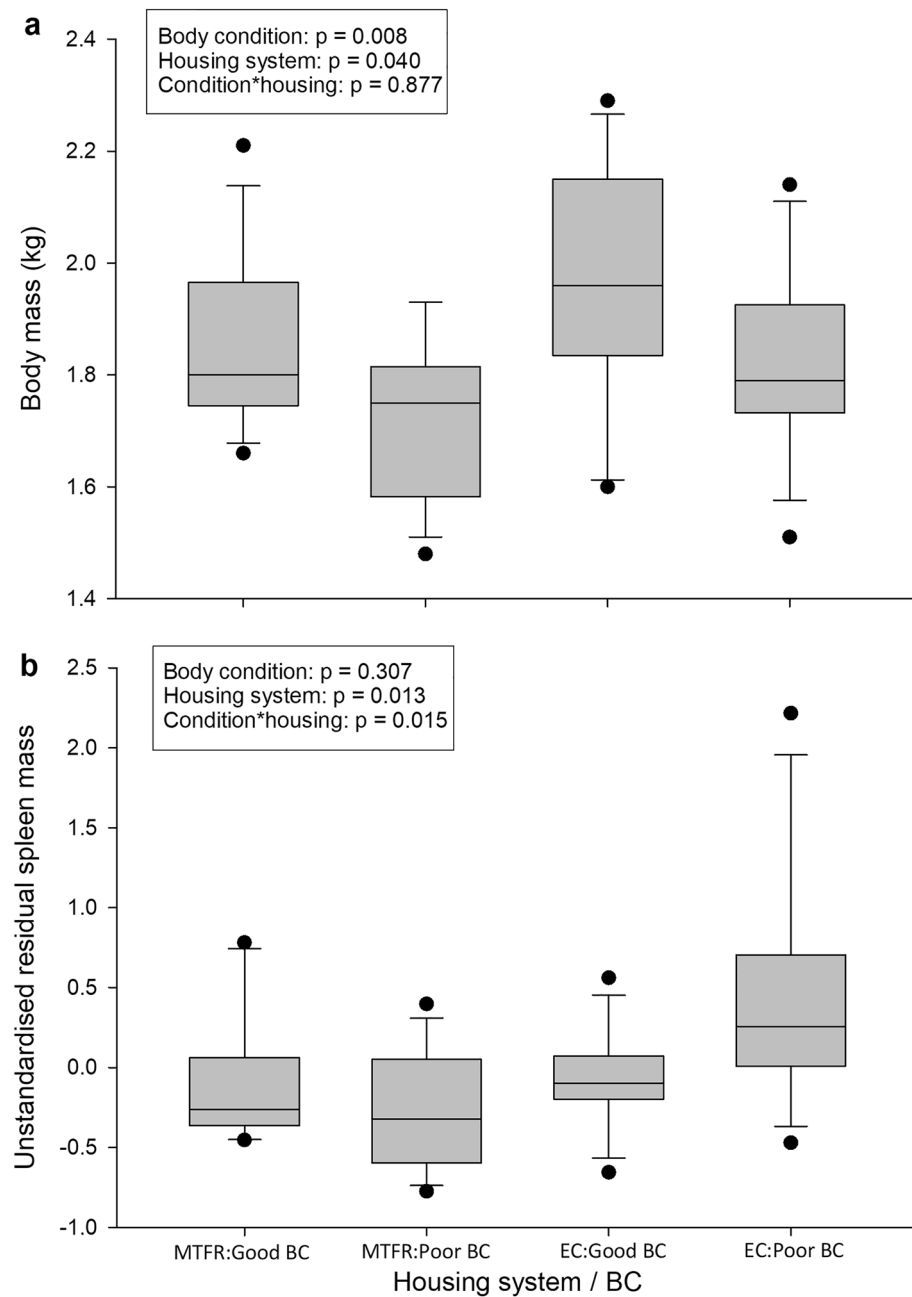 a
Body condition: p = 0.008
Housing system: p = 0.040
Condition*housing: p = 0.877
2.4
2.2
2.0
1.8
1.6
1.4
Body mass (kg)
b
Body condition: p = 0.307
Housing system: p = 0.013
Condition*housing: p = 0.015
2.5
2.0
1.5
1.0
0.5
0.0
-0.5
-1.0
Unstandardised residual spleen mass
MTFR:Good BC MTFR:Poor BC EC:Good BC EC:Poor BC
Housing system / BC